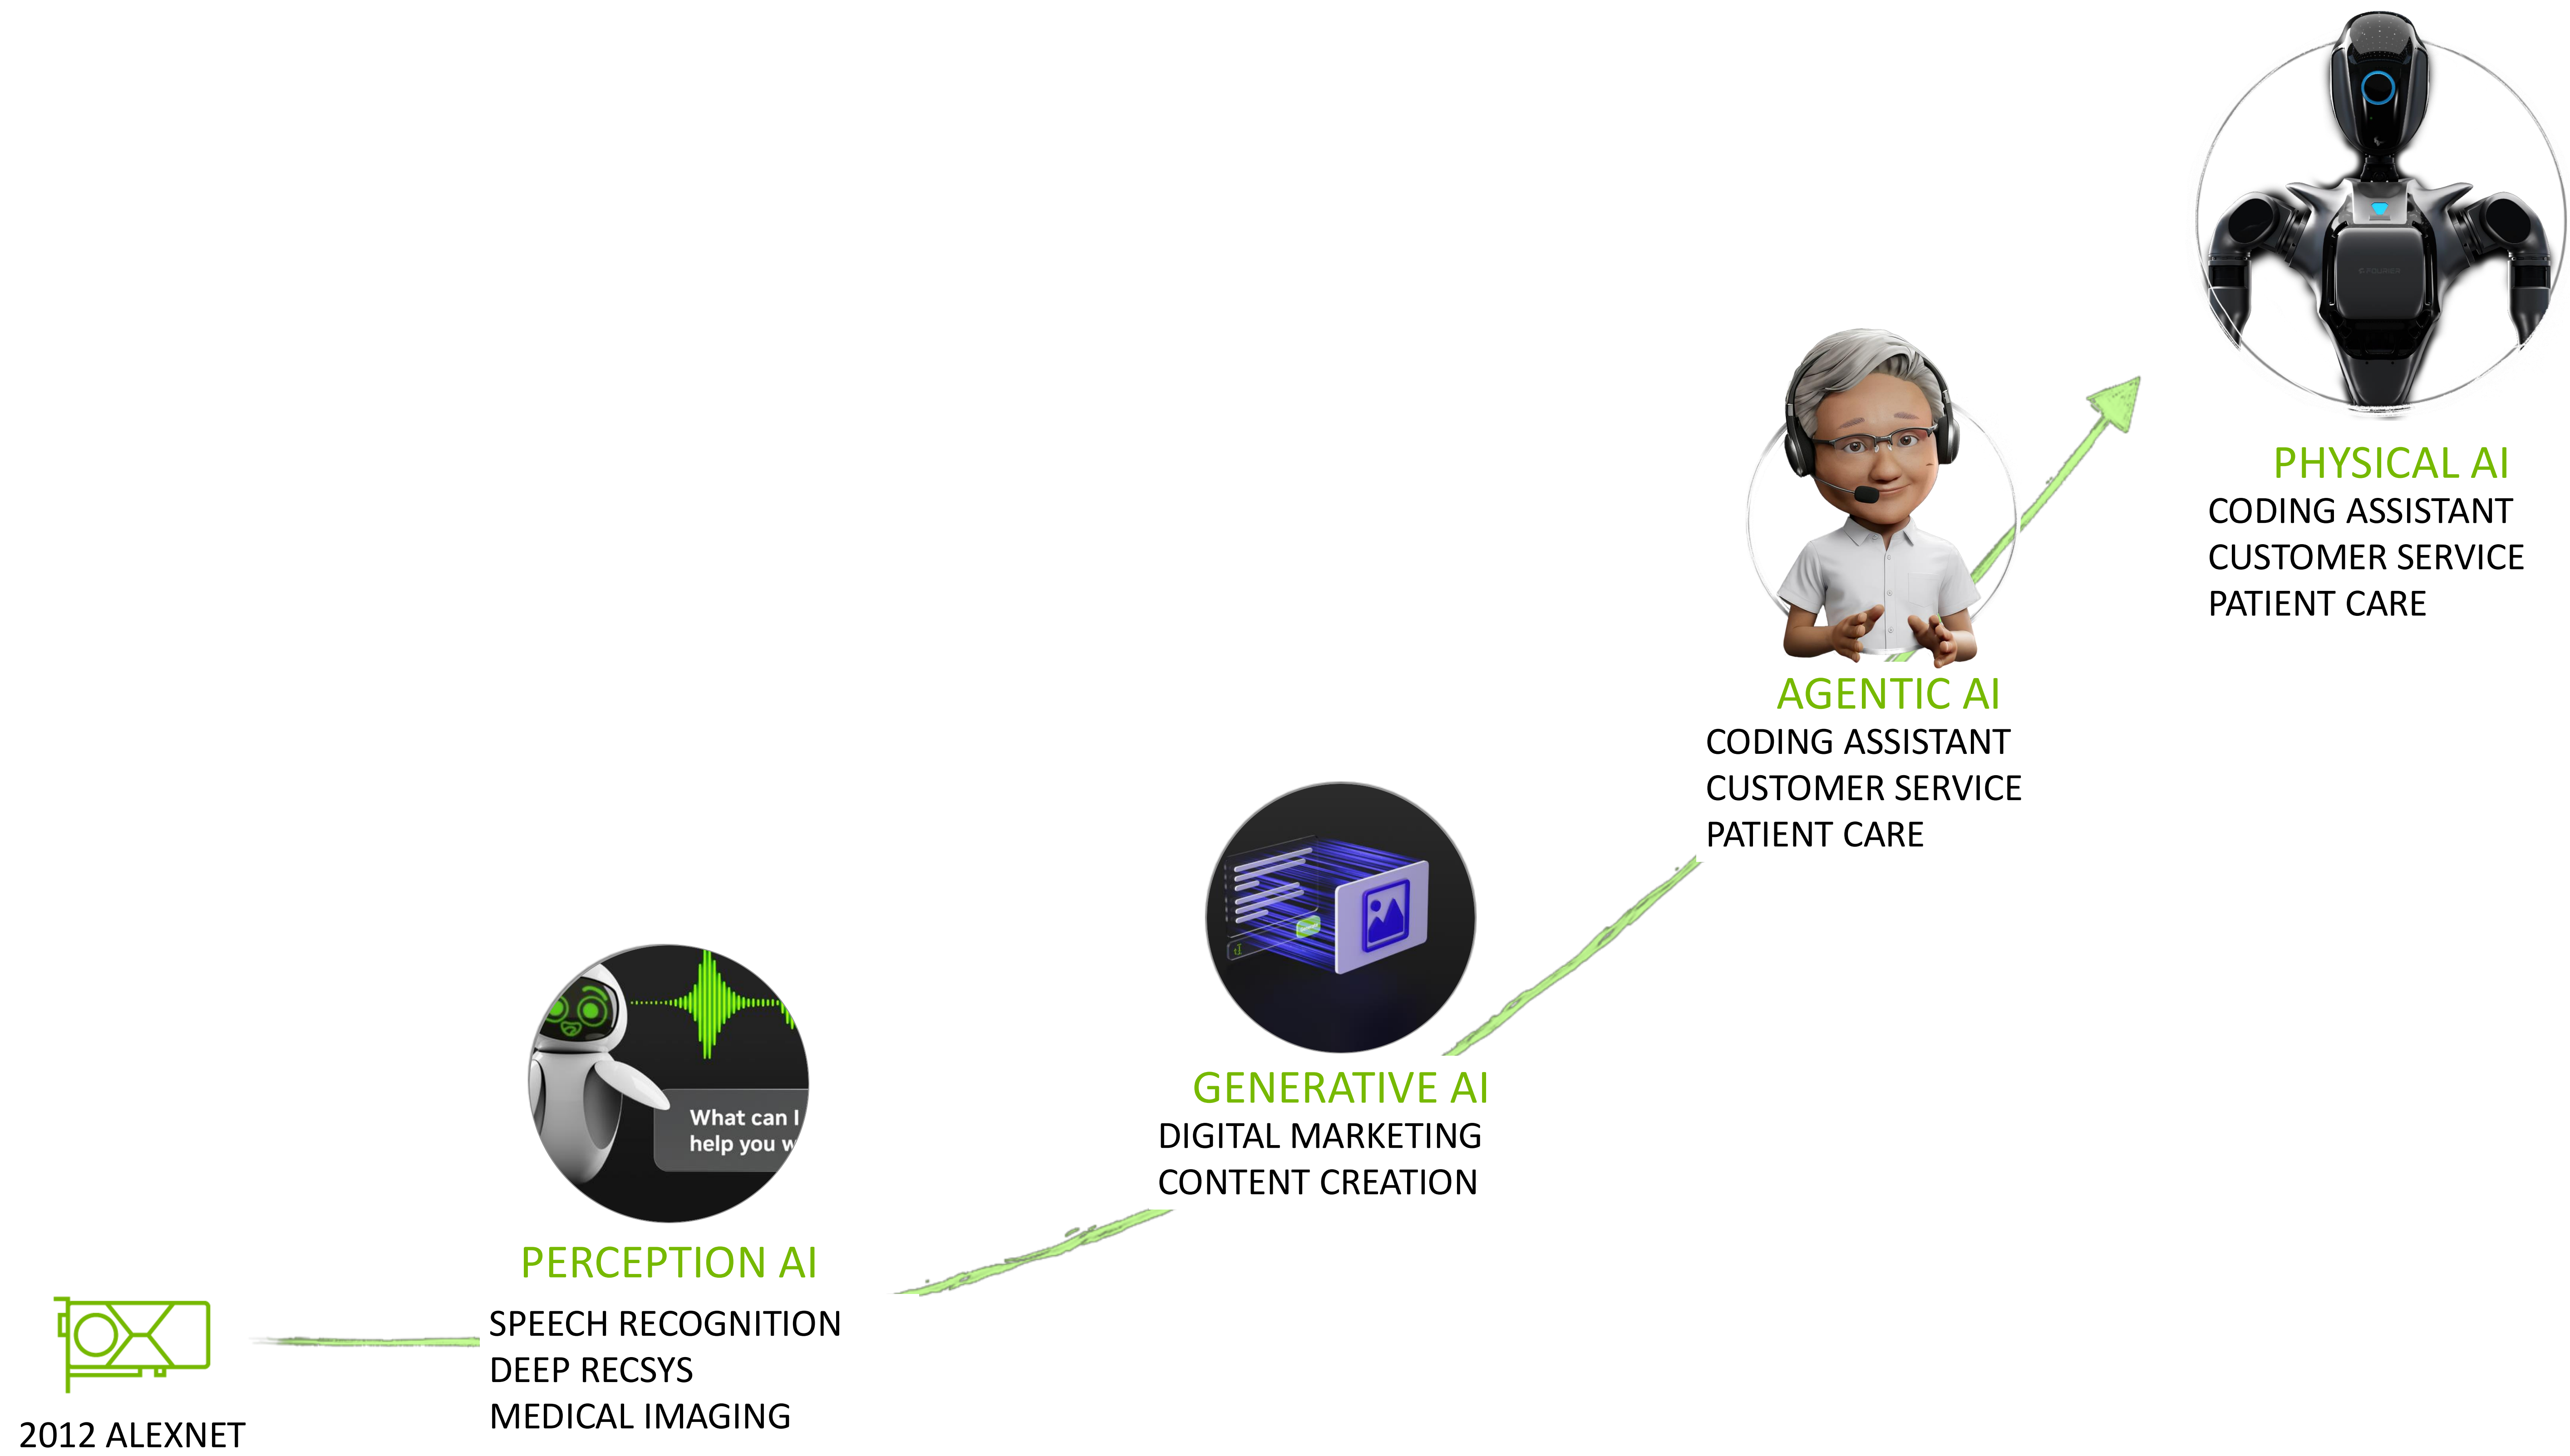 2012 ALEXNET
PERCEPTION AI
SPEECH RECOGNITION
DEEP RECSYS
MEDICAL IMAGING
What can I
help you w
GENERATIVE AI
DIGITAL MARKETING
CONTENT CREATION
AGENTIC AI
CODING ASSISTANT
CUSTOMER SERVICE
PATIENT CARE
PHYSICAL AI
CODING ASSISTANT
CUSTOMER SERVICE
PATIENT CARE